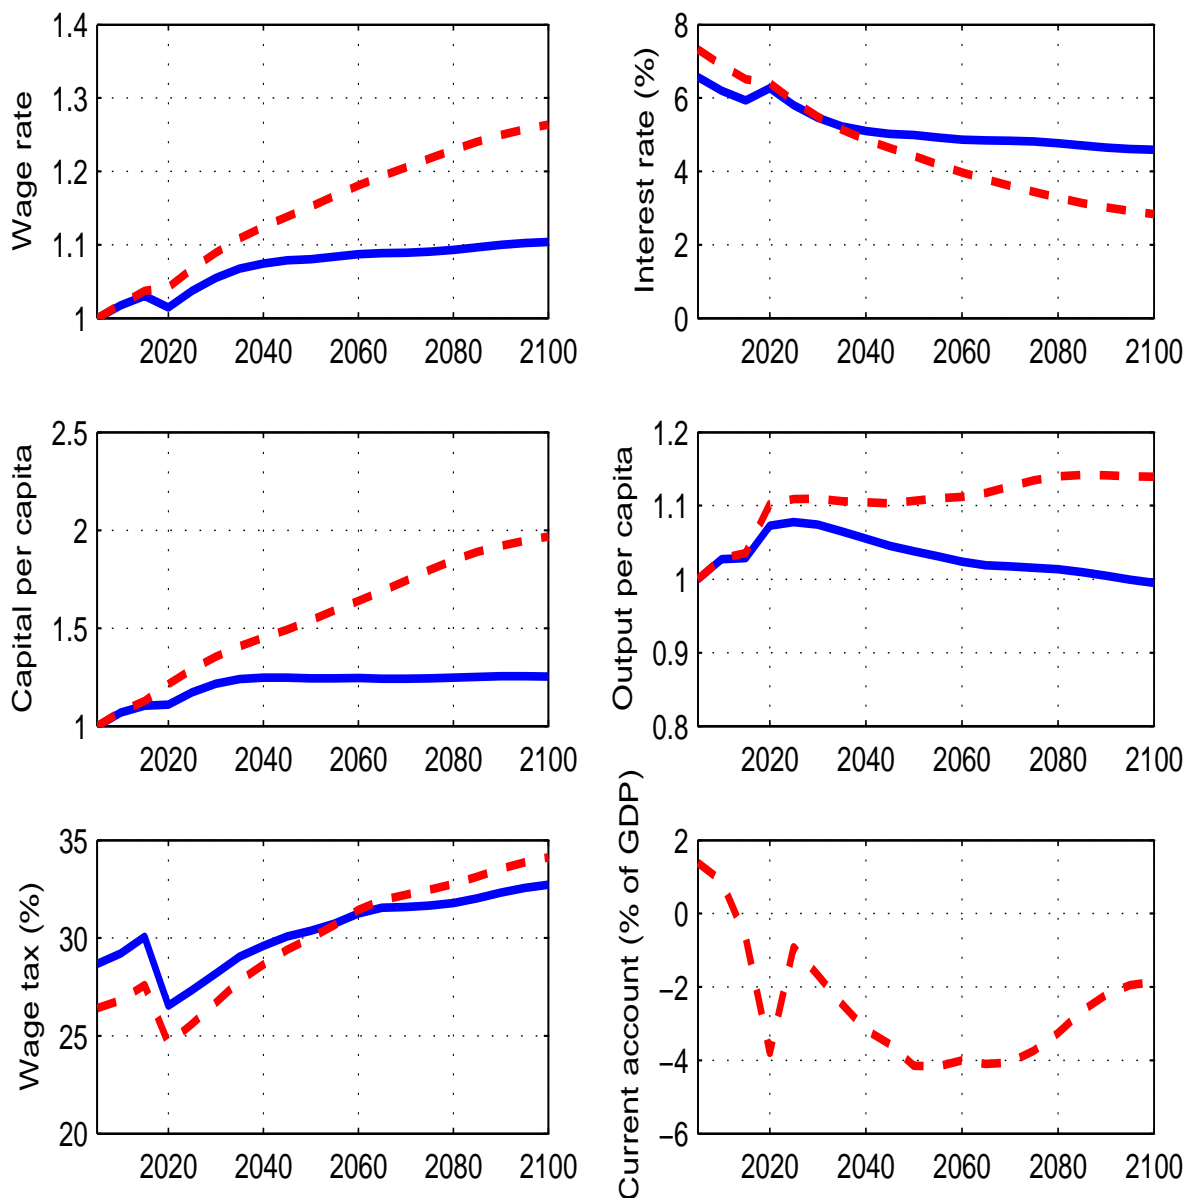 Wage rate
1.4
1.3
1.2
1.1
1
2020 2040 2060 2080 2100
Interest rate (%)
8
6
4
2
0
2020 2040 2060 2080 2100
Capital per capita
2.5
2
1.5
1
2020 2040 2060 2080 2100
Output per capita
1.2
1.1
1
0.9
0.8
2020 2040 2060 2080 2100
Wage tax (%)
35
30
25
20
2020 2040 2060 2080 2100
Current account (% of GDP)
2
0
−2
−4
−6
2020 2040 2060 2080 2100